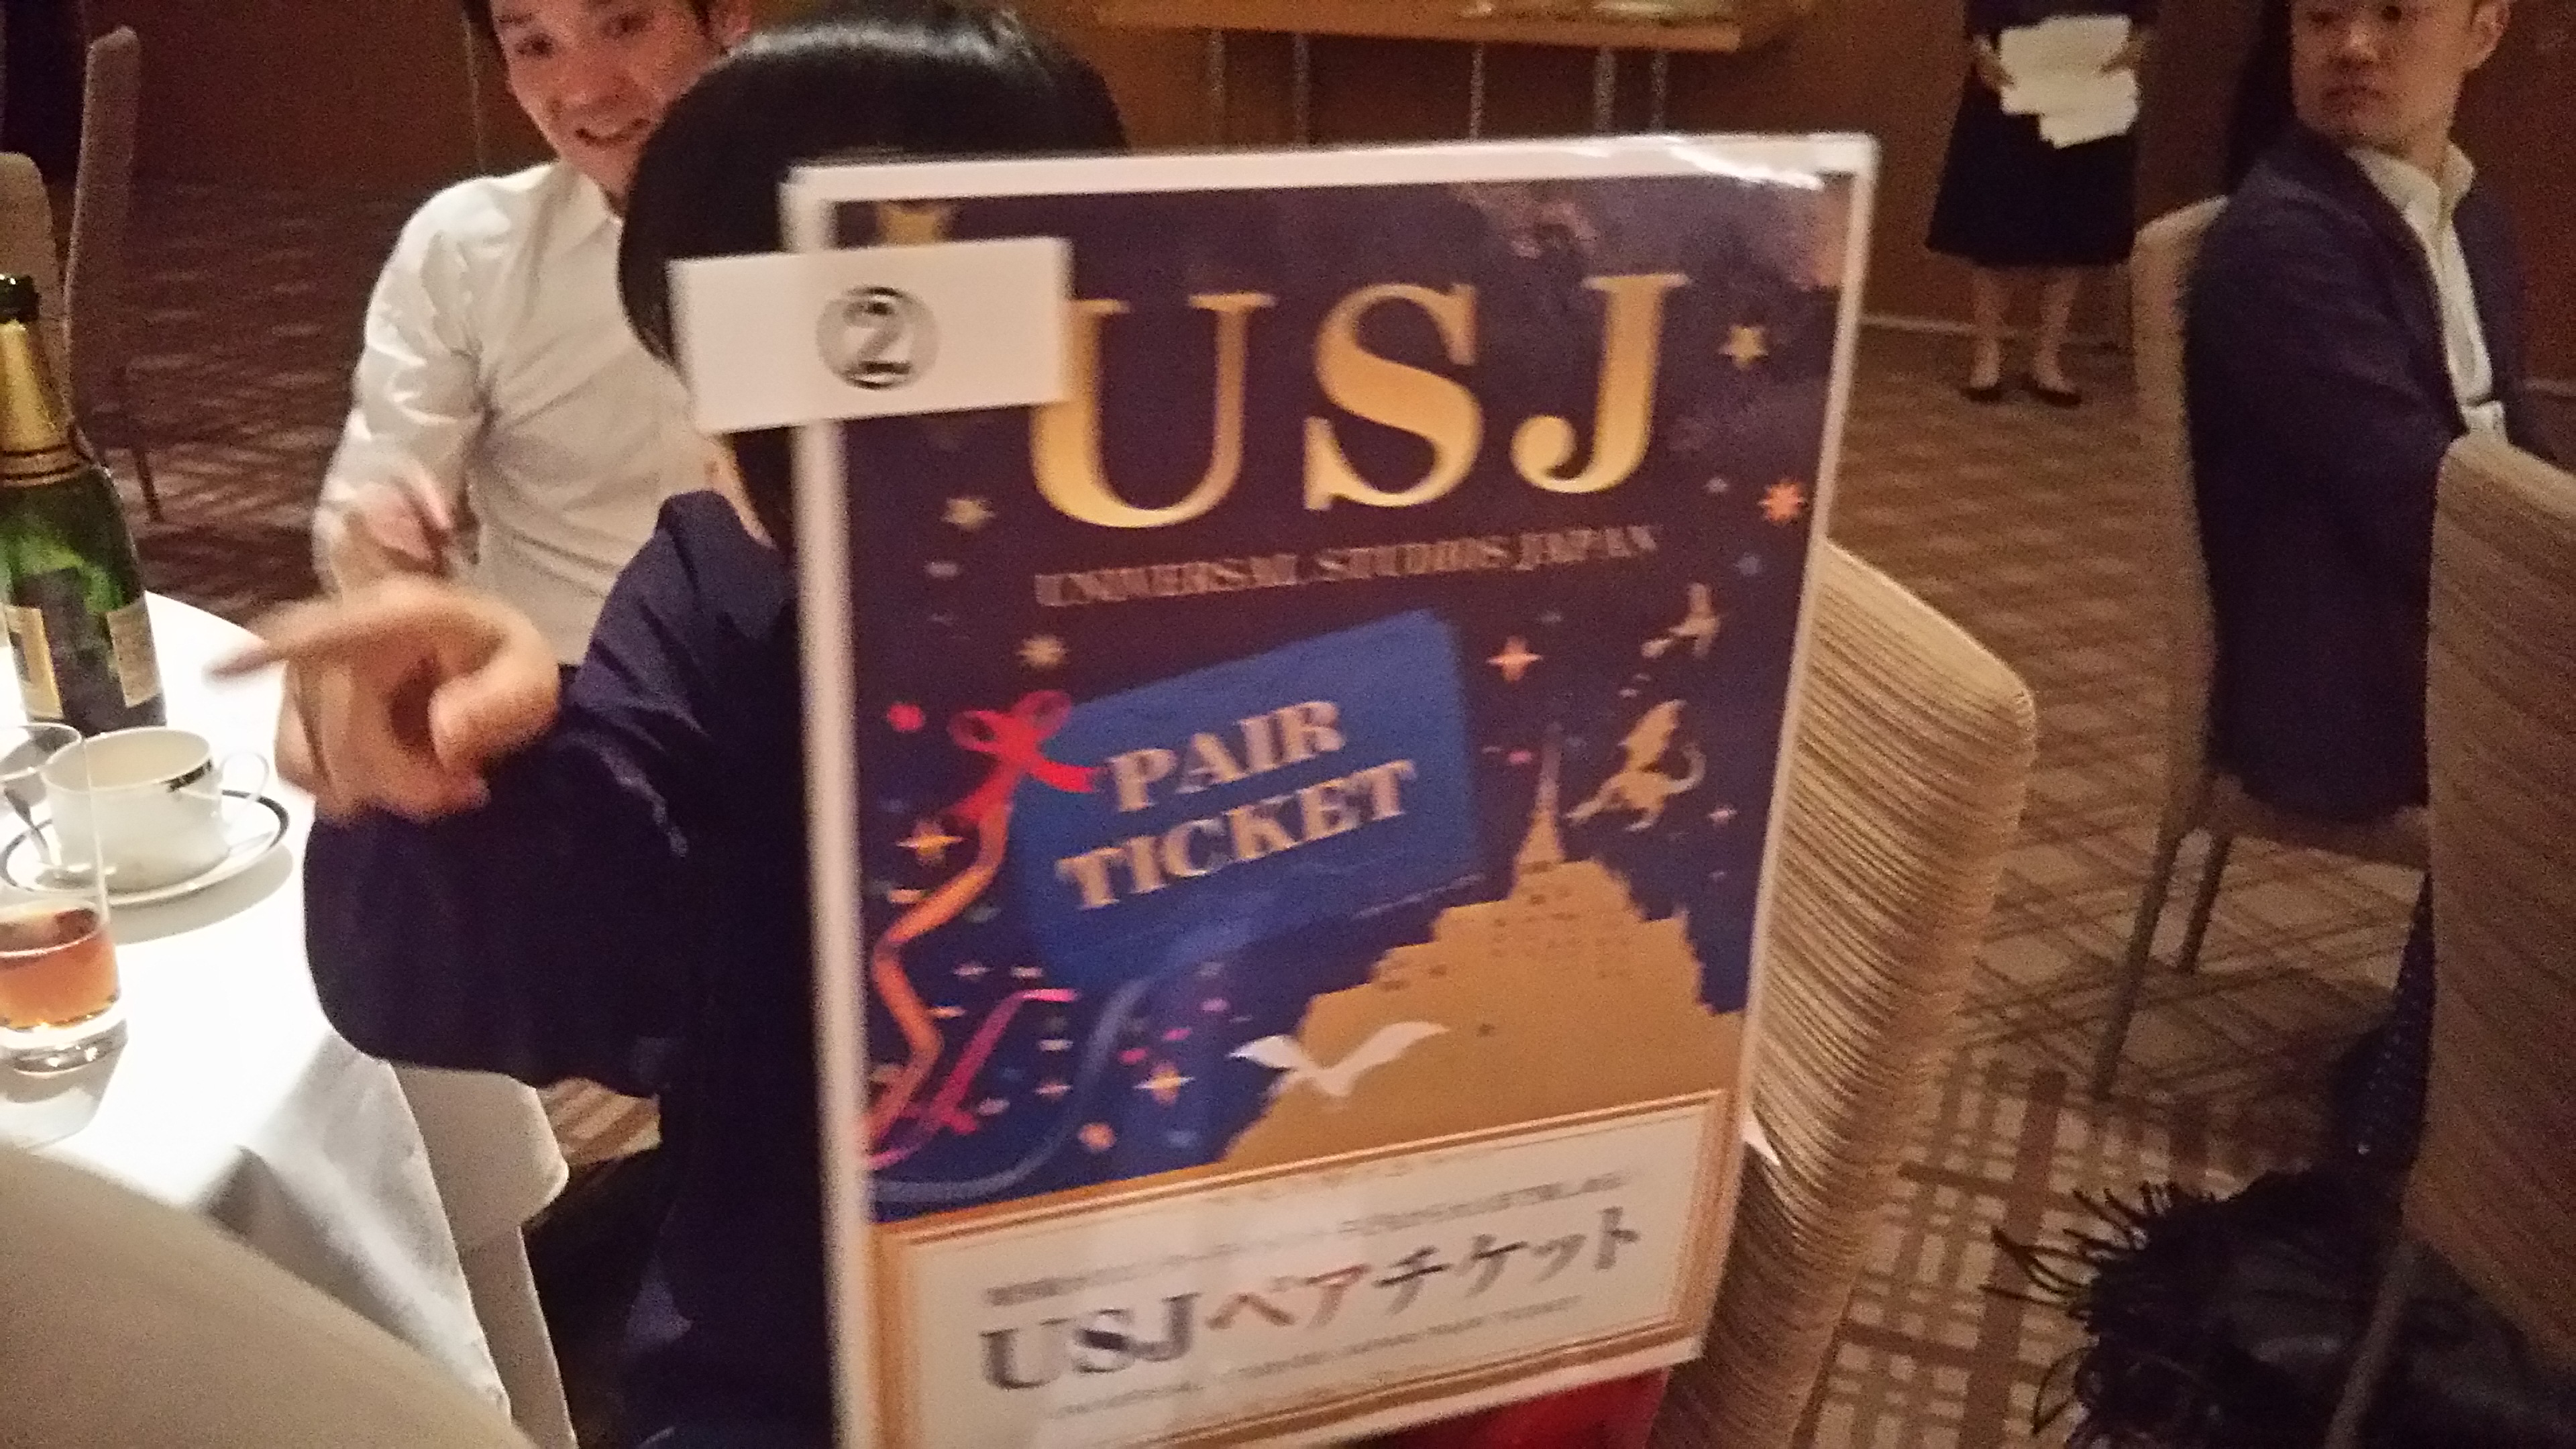 ②
USJ
UNIVERSAL STUDIOS JAPAN
PAIR
TICKET
USJペアチケット